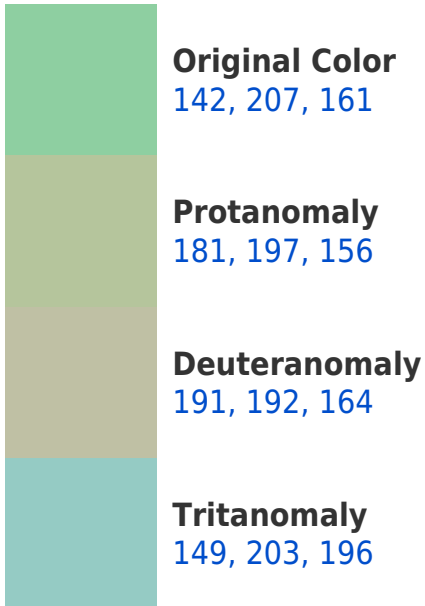 Original Color
142, 207, 161
Protanomaly
181, 197, 156
Deuteranomaly
191, 192, 164
Tritanomaly
149, 203, 196